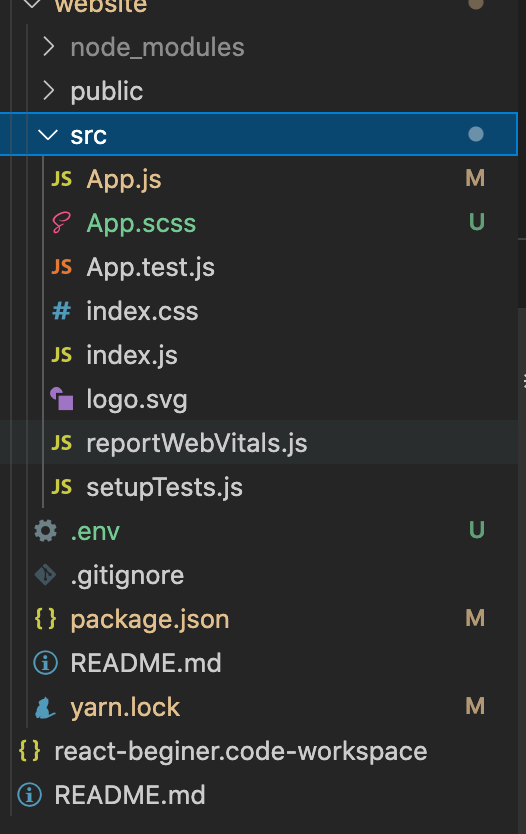 website
node_modules
public
src
JS App.js M
App.scss U
JS App.test.js
# index.css
JS index.js
logo.svg
JS reportWebVitals.js
JS setupTests.js
.env U
.gitignore
{} package.json M
README.md
yarn.lock M
{} react-beginer.code-workspace
README.md